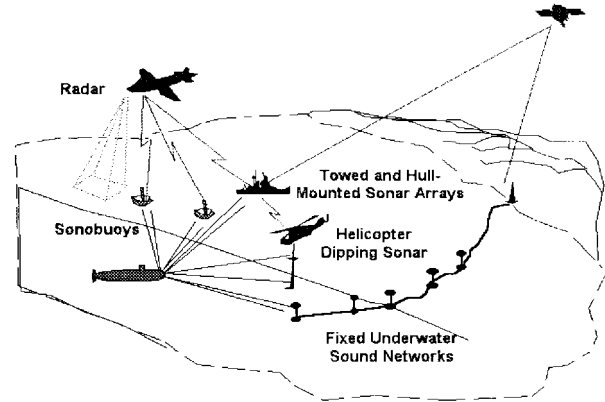 Radar
Towed and Hull-
Mounted Sonar Arrays
Sonobuoys
Helicopter
Dipping Sonar
Fixed Underwater
Sound Networks